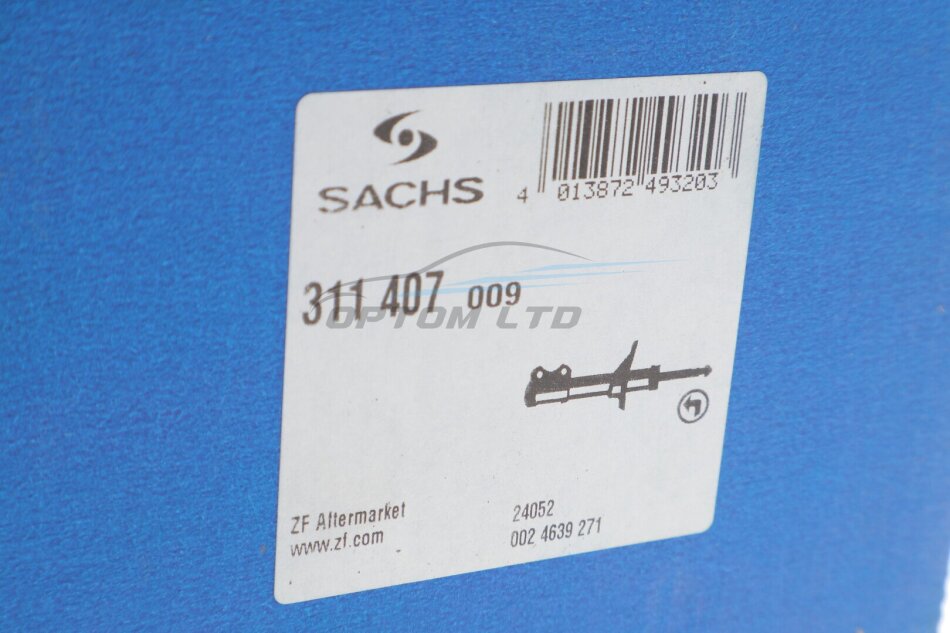 SACHS
4 013872 493203
311 407 009
OPTOM LTD
ZF Aftermarket
www.zf.com
24052
002 4639 271